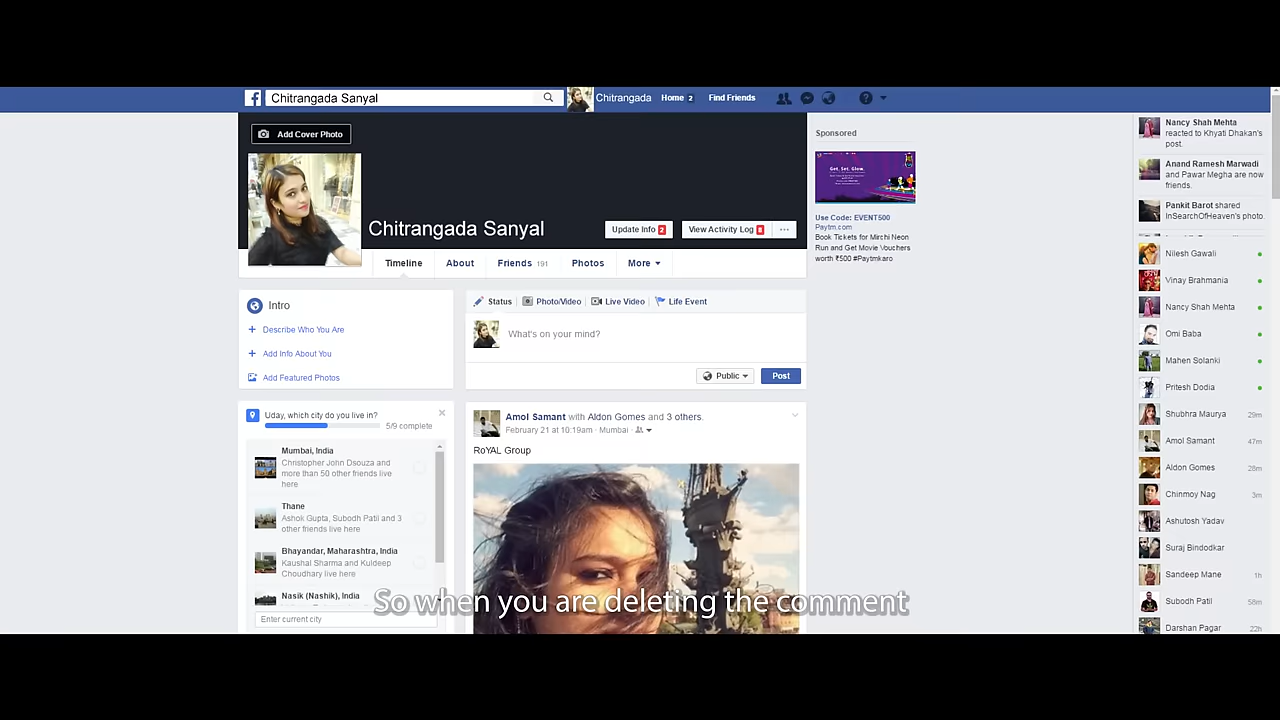 Chitrangada Sanyal
Chitrangada Home 2 Find Friends
Add Cover Photo
Chitrangada Sanyal
Update Info 2 View Activity Log 8 ...
Timeline About Friends 191 Photos More
Intro
Describe Who You Are
Add Info About You
Add Featured Photos
Uday, which city do you live in?
5/9 complete
Mumbai, India
Christopher John Dsouza and
more than 50 other friends live
here
Thane
Ashok Gupta, Subodh Patil and 3
other friends live here
Bhayandar, Maharashtra, India
Kaushal Sharma and Kuldeep
Choudhary live here
Nasik (Nashik), India
Enter current city
Status Photo/Video Live Video Life Event
What's on your mind?
Public Post
Amol Samant with Aldon Gomes and 3 others.
February 21 at 10:19am · Mumbai ·
RoYAL Group
Sponsored
Get. Set. Glow.
Use Code: EVENT500
Paytm.com
Book Tickets for Mirchi Neon
Run and Get Movie Vouchers
worth ₹500 #Paytmkaro
Nancy Shah Mehta
reacted to Khyati Dhakan's
post.
Anand Ramesh Marwadi
and Pawar Megha are now
friends.
Pankit Barot shared
InSearchOfHeaven's photo.
Nilesh Gawali
Vinay Brahmania
Nancy Shah Mehta
Omi Baba
Mahen Solanki
Pritesh Dodia
Shubhra Maurya 29m
Amol Samant 47m
Aldon Gomes 28m
Chinmoy Nag 3m
Ashutosh Yadav
Suraj Bindodkar
Sandeep Mane 1h
Subodh Patil 58m
Darshan Pagar 22h
So when you are deleting the comment